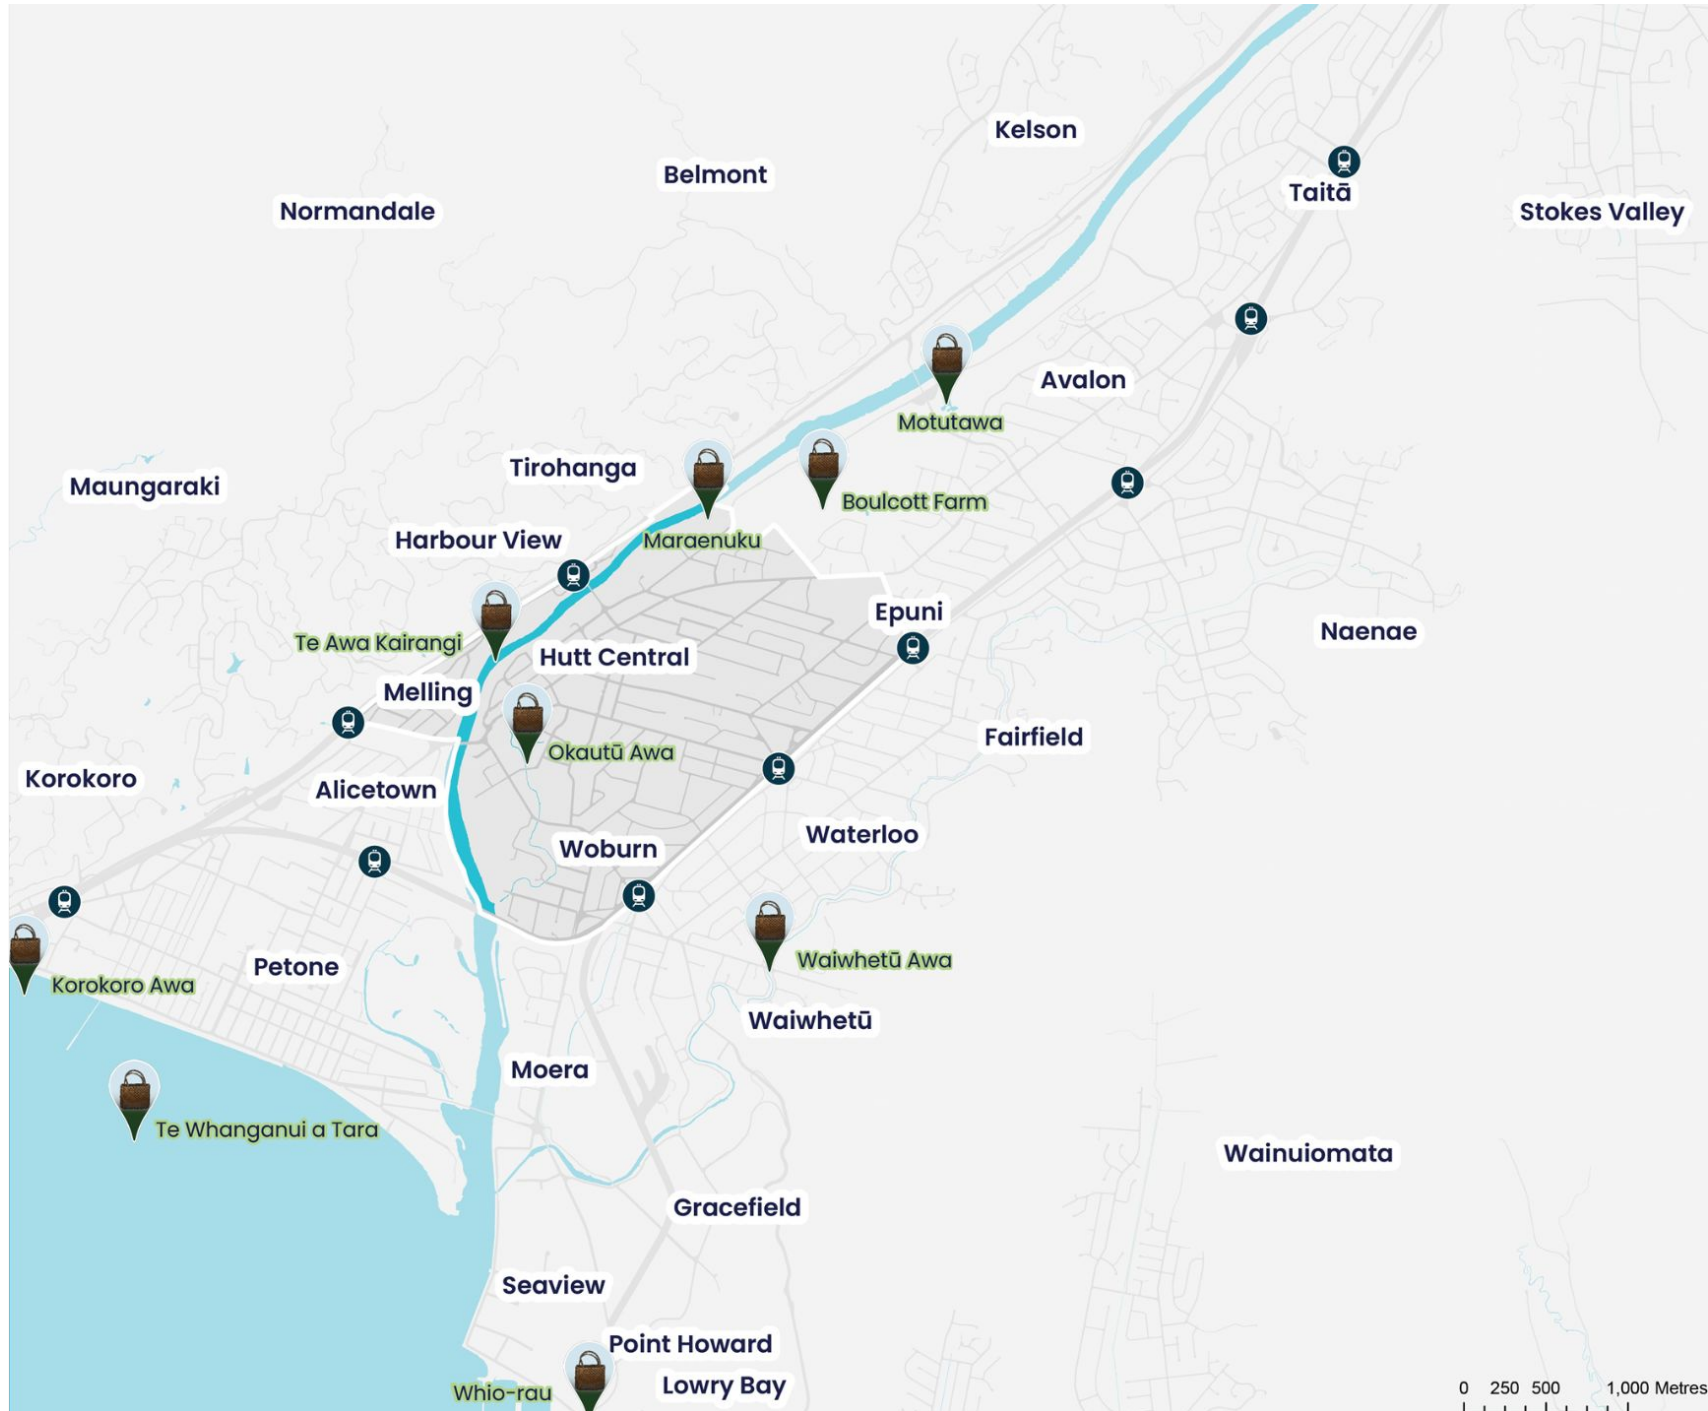 Kelson
Belmont
Taitā
Normandale
Stokes Valley
Avalon
Motutawa
Tirohanga
Maungaraki
Boulcott Farm
Harbour View
Maraenuku
Epuni
Naenae
Te Awa Kairangi
Hutt Central
Melling
Fairfield
Okautū Awa
Korokoro
Alicetown
Waterloo
Woburn
Waiwhetū Awa
Petone
Korokoro Awa
Waiwhetū
Moera
Te Whanganui a Tara
Wainuiomata
Gracefield
Seaview
Point Howard
Lowry Bay
Whio-rau
0 250 500 1,000 Metres